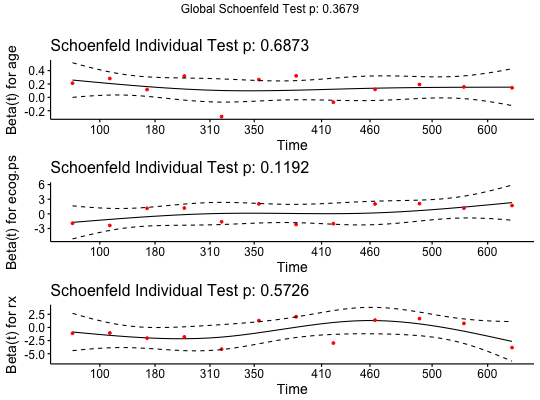 Global Schoenfeld Test p: 0.3679
Schoenfeld Individual Test p: 0.6873
Beta(t) for age
0.4
0.2
0.0
-0.2
100 180 310 350 410 460 500 600
Time
Schoenfeld Individual Test p: 0.1192
Beta(t) for ecog.ps
6
3
0
-3
100 180 310 350 410 460 500 600
Time
Schoenfeld Individual Test p: 0.5726
Beta(t) for rx
2.5
0.0
-2.5
-5.0
100 180 310 350 410 460 500 600
Time